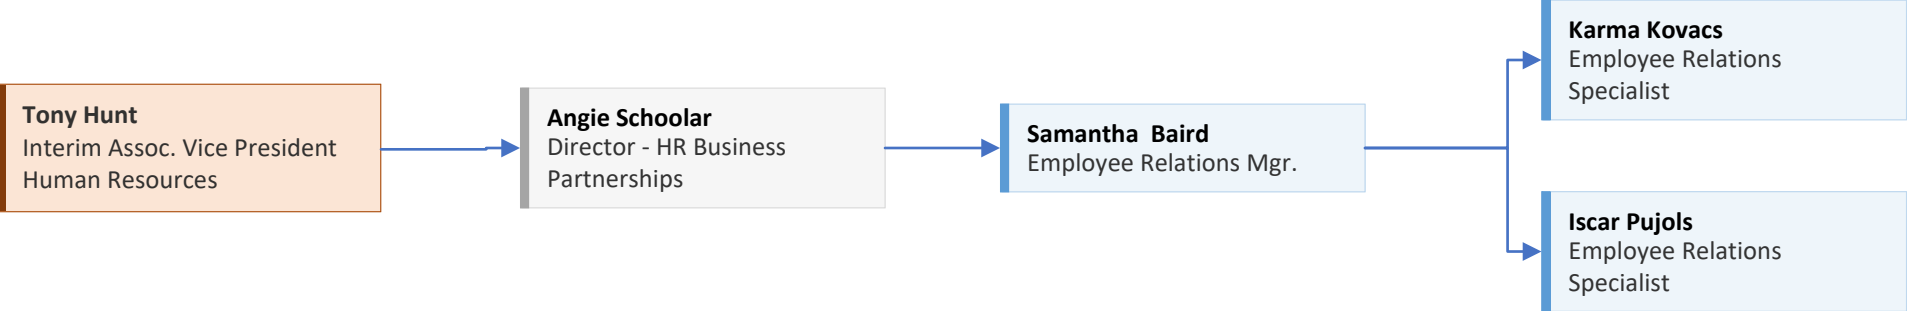 Tony Hunt
Interim Assoc. Vice President
Human Resources
Angie Schoolar
Director - HR Business
Partnerships
Samantha  Baird
Employee Relations Mgr.
Karma Kovacs
Employee Relations
Specialist
Iscar Pujols
Employee Relations
Specialist